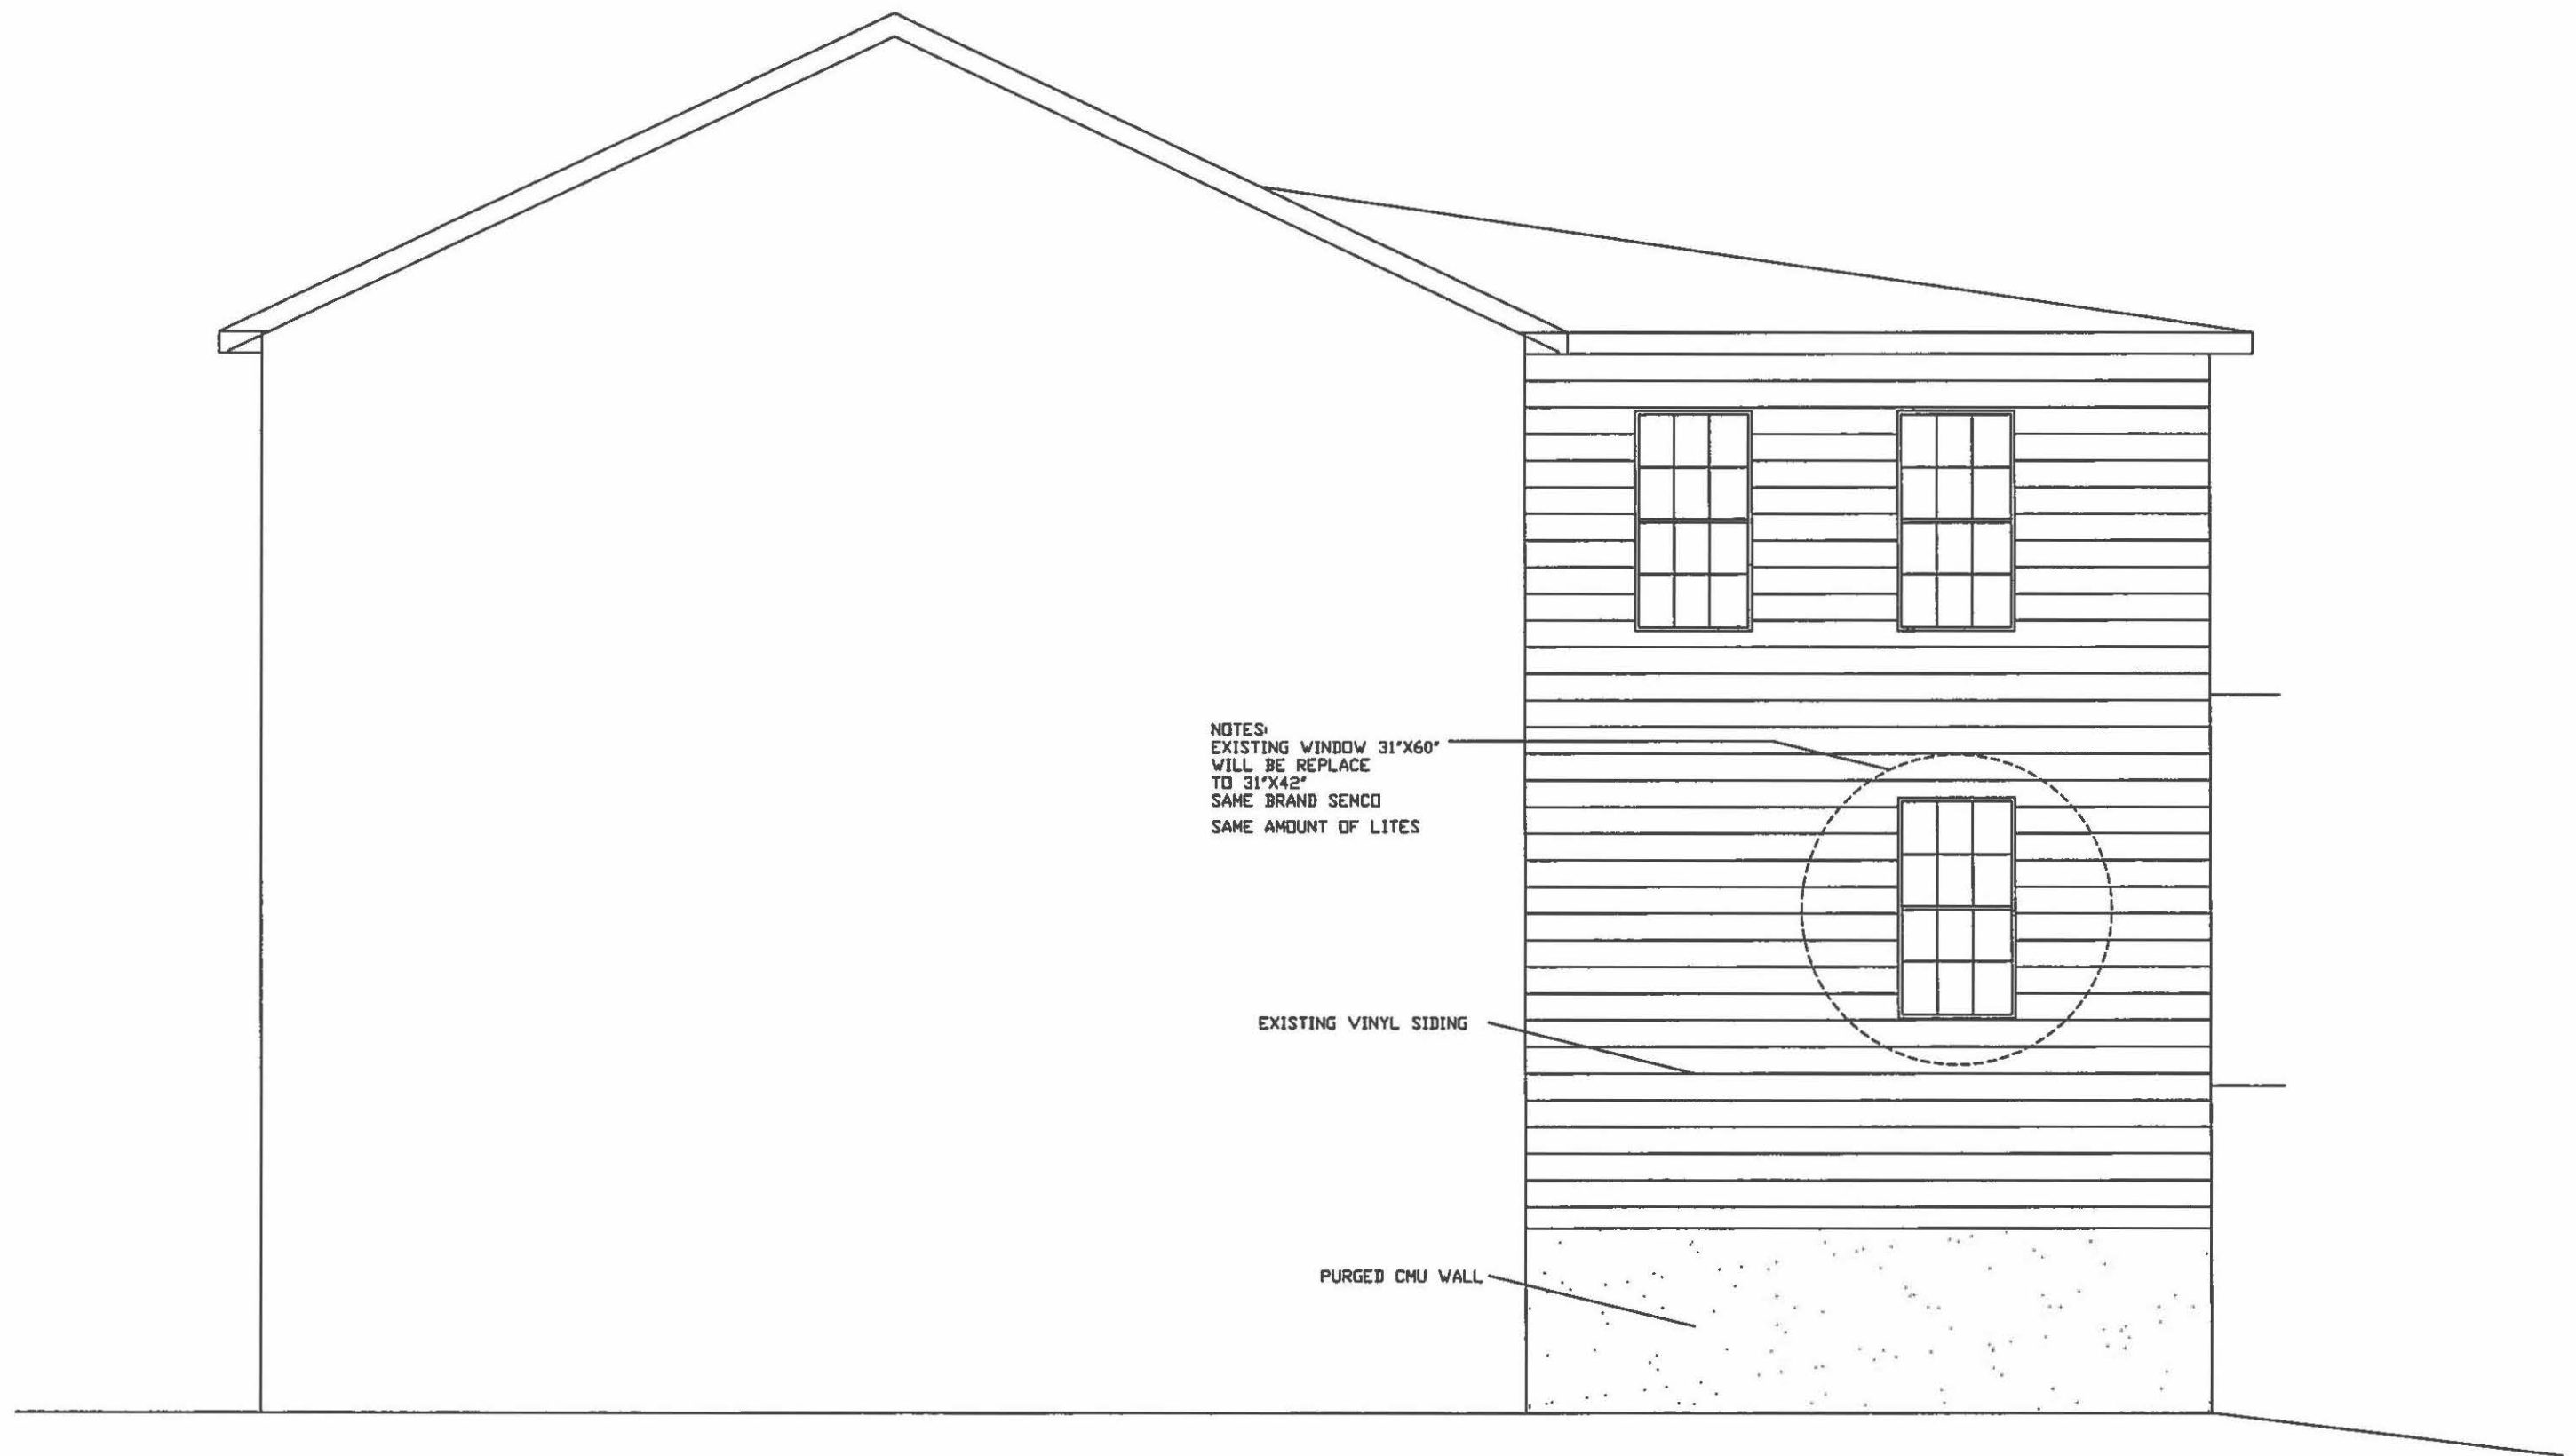 NOTES:
EXISTING WINDOW 31"X60"
WILL BE REPLACE
TO 31"X42"
SAME BRAND SEMCO
SAME AMOUNT OF LITES
EXISTING VINYL SIDING
PURGED CMU WALL